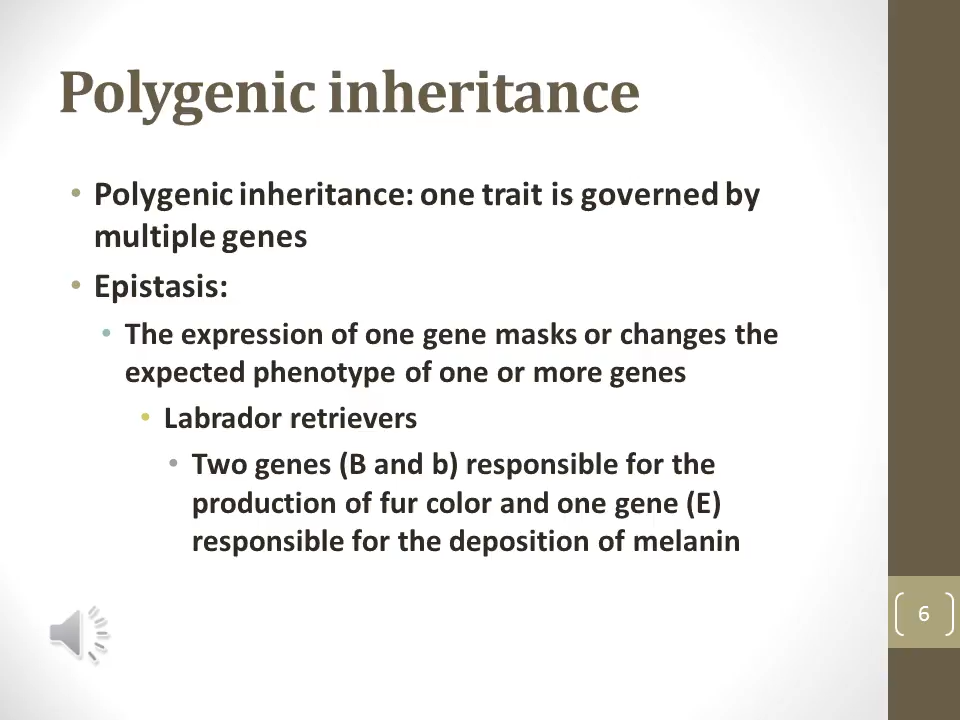 Polygenic inheritance
• Polygenic inheritance: one trait is governed by
multiple genes
• Epistasis:
• The expression of one gene masks or changes the
expected phenotype of one or more genes
• Labrador retrievers
• Two genes (B and b) responsible for the
production of fur color and one gene (E)
responsible for the deposition of melanin
6